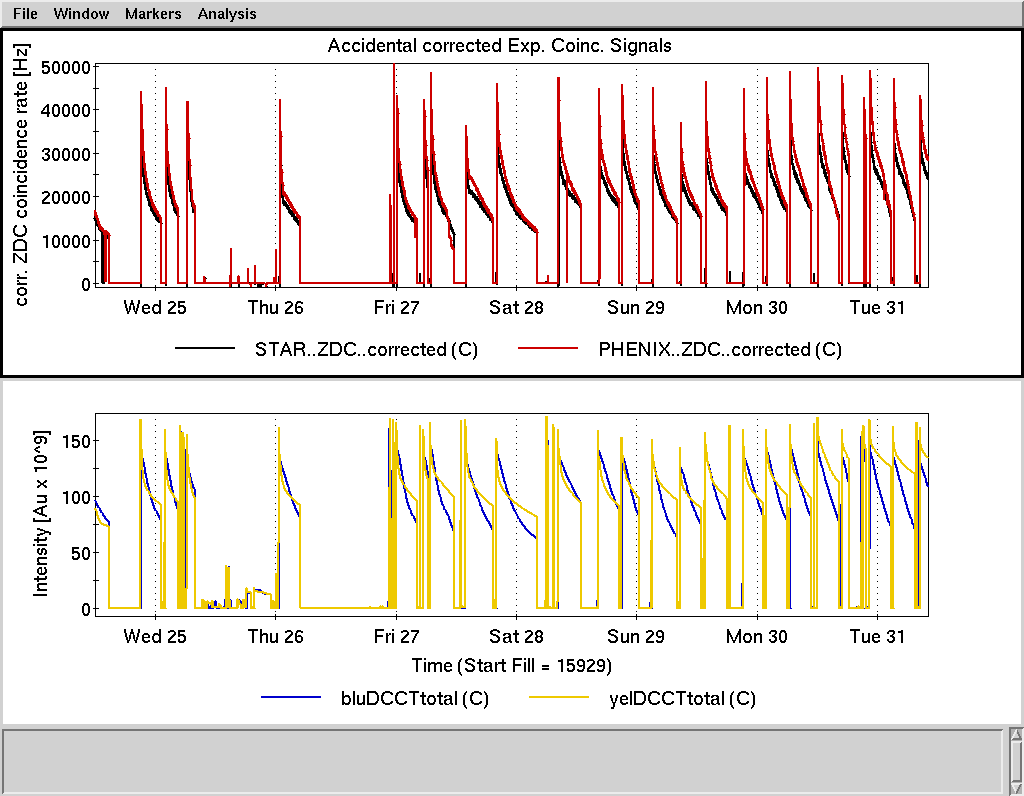 File Window Markers Analysis
Accidental corrected Exp. Coinc. Signals
corr. ZDC coincidence rate [Hz]
50000
40000
30000
20000
10000
0
Wed 25 Thu 26 Fri 27 Sat 28 Sun 29 Mon 30 Tue 31
STAR..ZDC..corrected (C) PHENIX..ZDC..corrected (C)
Intensity [Au x 10^9]
150
100
50
0
Wed 25 Thu 26 Fri 27 Sat 28 Sun 29 Mon 30 Tue 31
Time (Start Fill = 15929)
bluDCCTtotal (C) yelDCCTtotal (C)